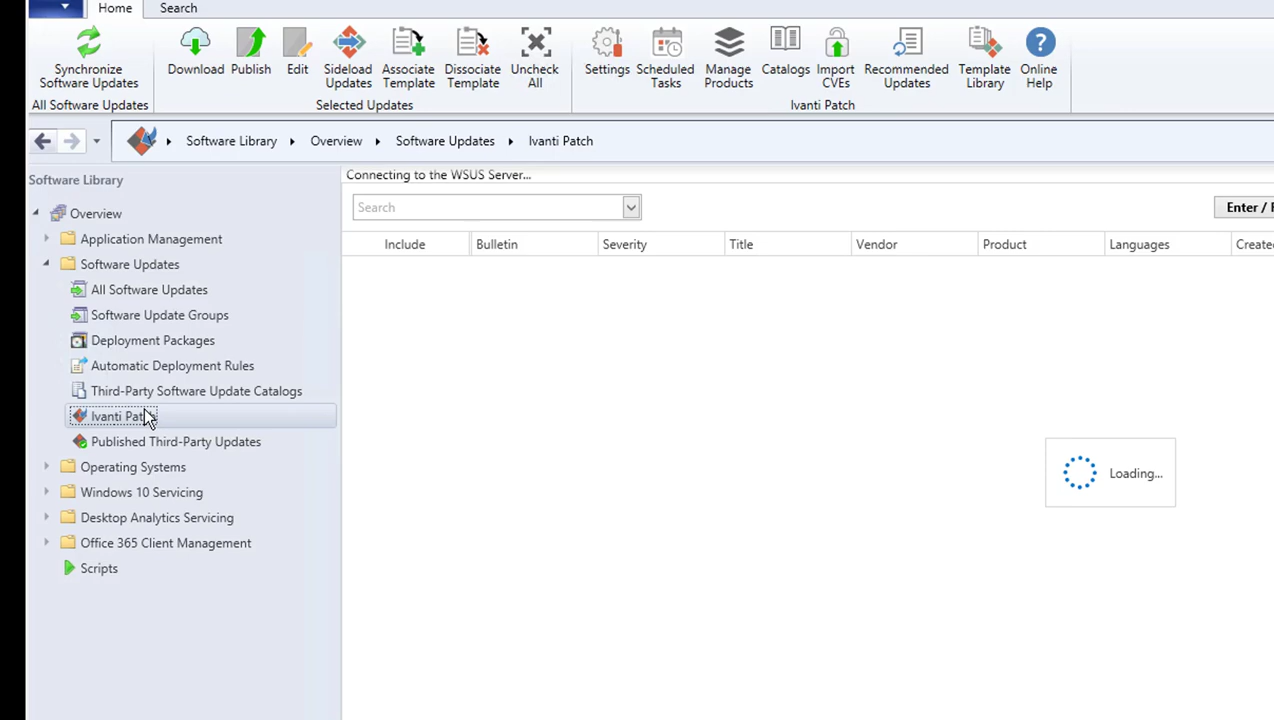 Home Search
Synchronize
Software Updates
All Software Updates
Download Publish Edit Sideload
Updates Associate
Template Dissociate
Template Uncheck
All
Selected Updates
Settings Scheduled
Tasks Manage
Products Catalogs Import
CVEs Recommended
Updates Template
Library Online
Help
Ivanti Patch
Software Library Overview Software Updates Ivanti Patch
Software Library
Overview
Application Management
Software Updates
All Software Updates
Software Update Groups
Deployment Packages
Automatic Deployment Rules
Third-Party Software Update Catalogs
Ivanti Pat
Published Third-Party Updates
Operating Systems
Windows 10 Servicing
Desktop Analytics Servicing
Office 365 Client Management
Scripts
Connecting to the WSUS Server...
Search
Enter /
Include Bulletin Severity Title Vendor Product Languages Create
Loading...